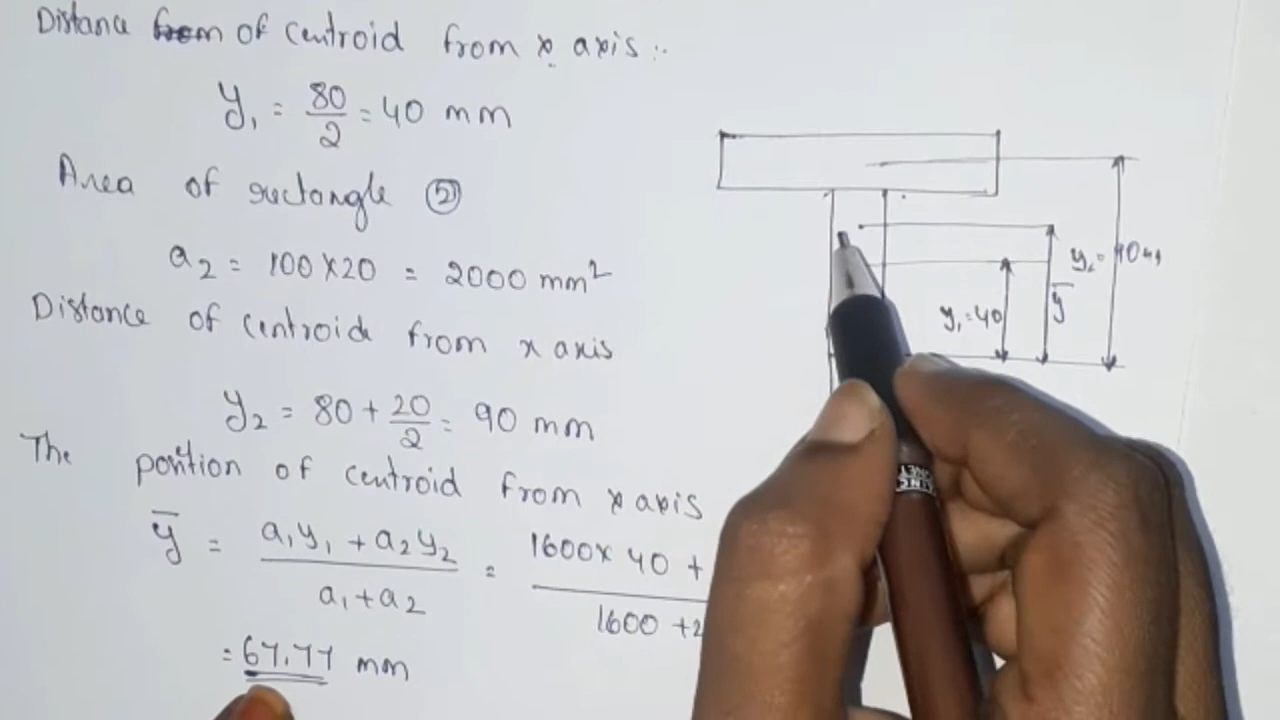 Distance from of centroid from x axis :-
y₁ = 80/2 = 40 mm
Area of rectangle ②
a₂ = 100×20 = 2000 mm²
Distance of centroide from x axis
y₂ = 80 + 20/2 = 90 mm
The position of centroid from x axis
ȳ = a₁y₁ + a₂y₂ / a₁+a₂ = 1600× 40 + / 1600 +2
= 67.77 mm
y₁=40
ȳ
y₂=